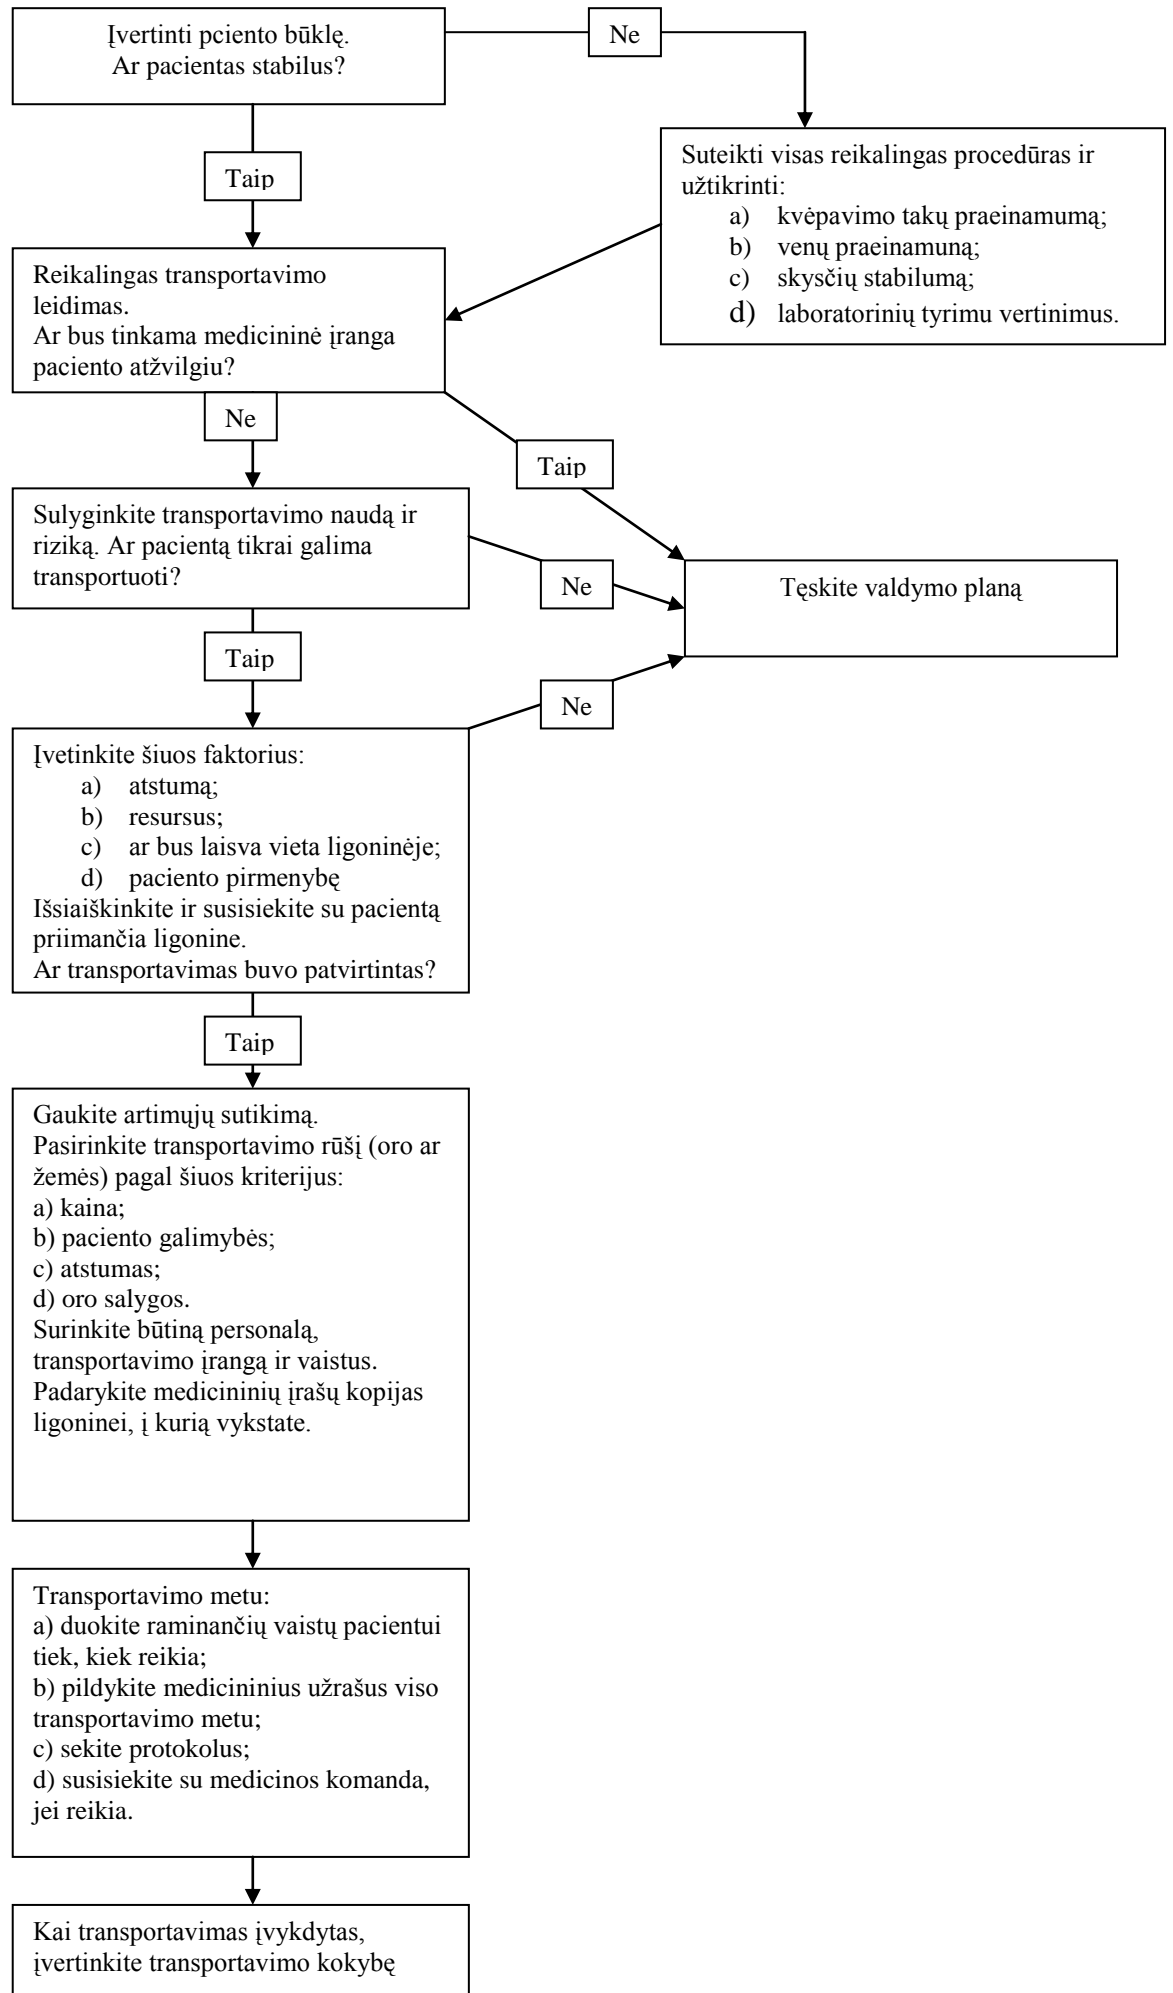 Įvertinti pciento būklę.
Ar pacientas stabilus?
Ne
Taip
Suteikti visas reikalingas procedūras ir
užtikrinti:
a) kvėpavimo takų praeinamumą;
b) venų praeinamuną;
c) skysčių stabilumą;
d) laboratorinių tyrimu vertinimus.
Reikalingas transportavimo
leidimas.
Ar bus tinkama medicininė įranga
paciento atžvilgiu?
Ne
Taip
Sulyginkite transportavimo naudą ir
riziką. Ar pacientą tikrai galima
transportuoti?
Ne
Tęskite valdymo planą
Taip
Ne
Įvetinkite šiuos faktorius:
a) atstumą;
b) resursus;
c) ar bus laisva vieta ligoninėje;
d) paciento pirmenybę
Išsiaiškinkite ir susisiekite su pacientą
priimančia ligonine.
Ar transportavimas buvo patvirtintas?
Taip
Gaukite artimųjų sutikimą.
Pasirinkite transportavimo rūšį (oro ar
žemės) pagal šiuos kriterijus:
a) kaina;
b) paciento galimybės;
c) atstumas;
d) oro salygos.
Surinkite būtiną personalą,
transportavimo įrangą ir vaistus.
Padarykite medicininių įrašų kopijas
ligoninei, į kurią vykstate.
Transportavimo metu:
a) duokite raminančių vaistų pacientui
tiek, kiek reikia;
b) pildykite medicininius užrašus viso
transportavimo metu;
c) sekite protokolus;
d) susisiekite su medicinos komanda,
jei reikia.
Kai transportavimas įvykdytas,
įvertinkite transportavimo kokybę